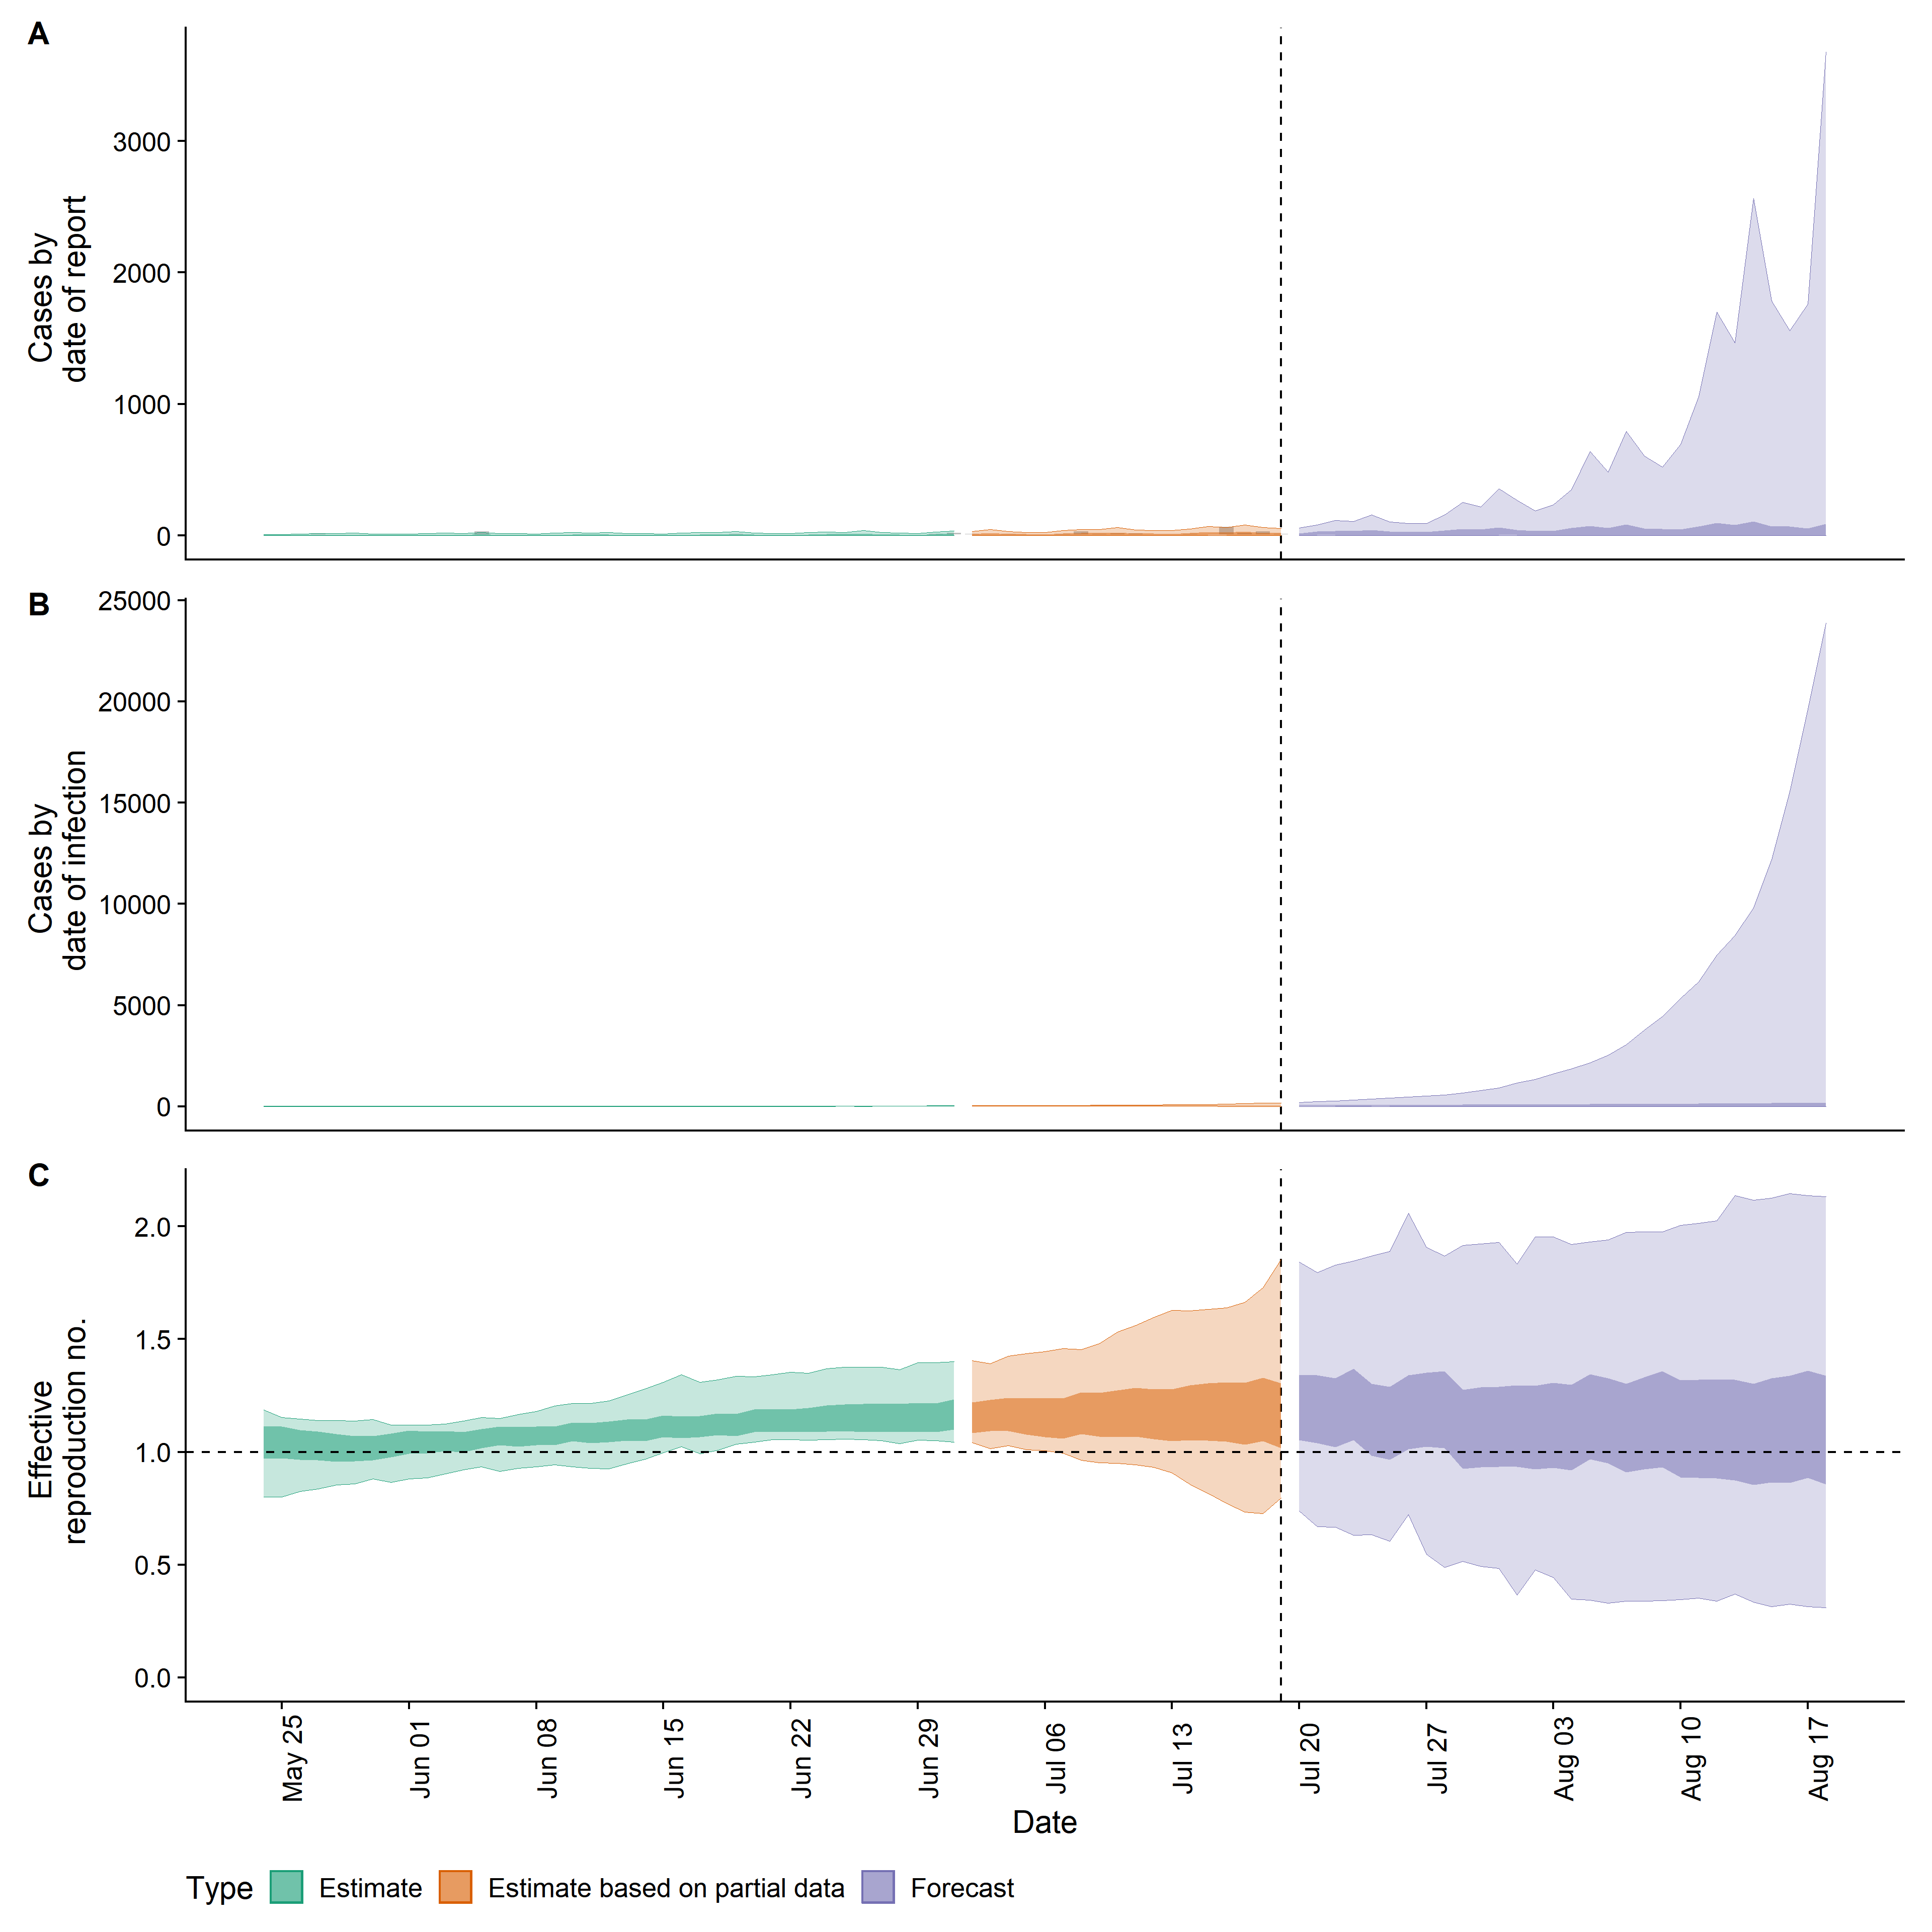 A
Cases by
date of report
3000
2000
1000
0
B
Cases by
date of infection
25000
20000
15000
10000
5000
0
C
Effective
reproduction no.
2.0
1.5
1.0
0.5
0.0
May 25
Jun 01
Jun 08
Jun 15
Jun 22
Jun 29
Jul 06
Jul 13
Jul 20
Jul 27
Aug 03
Aug 10
Aug 17
Date
Type Estimate Estimate based on partial data Forecast